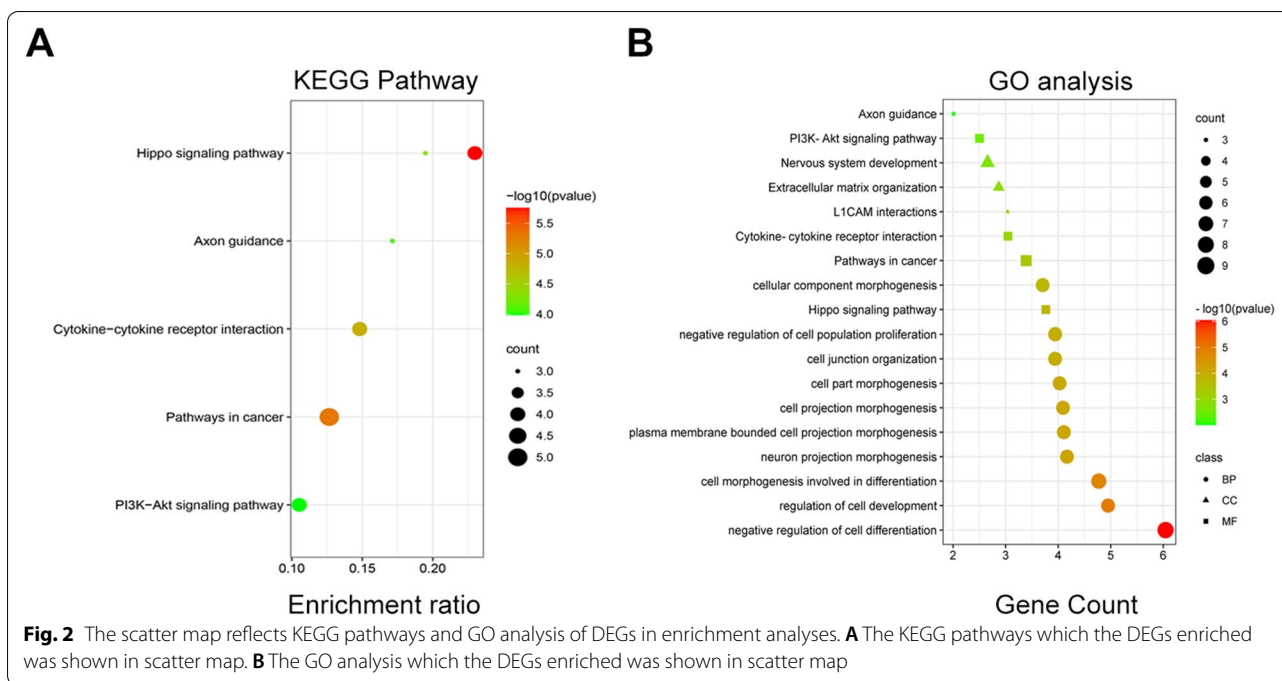 A
KEGG Pathway
Hippo signaling pathway
Axon guidance
Cytokine−cytokine receptor interaction
Pathways in cancer
PI3K−Akt signaling pathway
0.10 0.15 0.20
Enrichment ratio
−log10(pvalue)
5.5
5.0
4.5
4.0
count
3.0
3.5
4.0
4.5
5.0
B
GO analysis
Axon guidance
PI3K- Akt signaling pathway
Nervous system development
Extracellular matrix organization
L1CAM interactions
Cytokine- cytokine receptor interaction
Pathways in cancer
cellular component morphogenesis
Hippo signaling pathway
negative regulation of cell population proliferation
cell junction organization
cell part morphogenesis
cell projection morphogenesis
plasma membrane bounded cell projection morphogenesis
neuron projection morphogenesis
cell morphogenesis involved in differentiation
regulation of cell development
negative regulation of cell differentiation
2 3 4 5 6
Gene Count
count
3
4
5
6
7
8
9
- log10(pvalue)
6
5
4
3
class
BP
CC
MF
Fig. 2 The scatter map reflects KEGG pathways and GO analysis of DEGs in enrichment analyses. A The KEGG pathways which the DEGs enriched
was shown in scatter map. B The GO analysis which the DEGs enriched was shown in scatter map